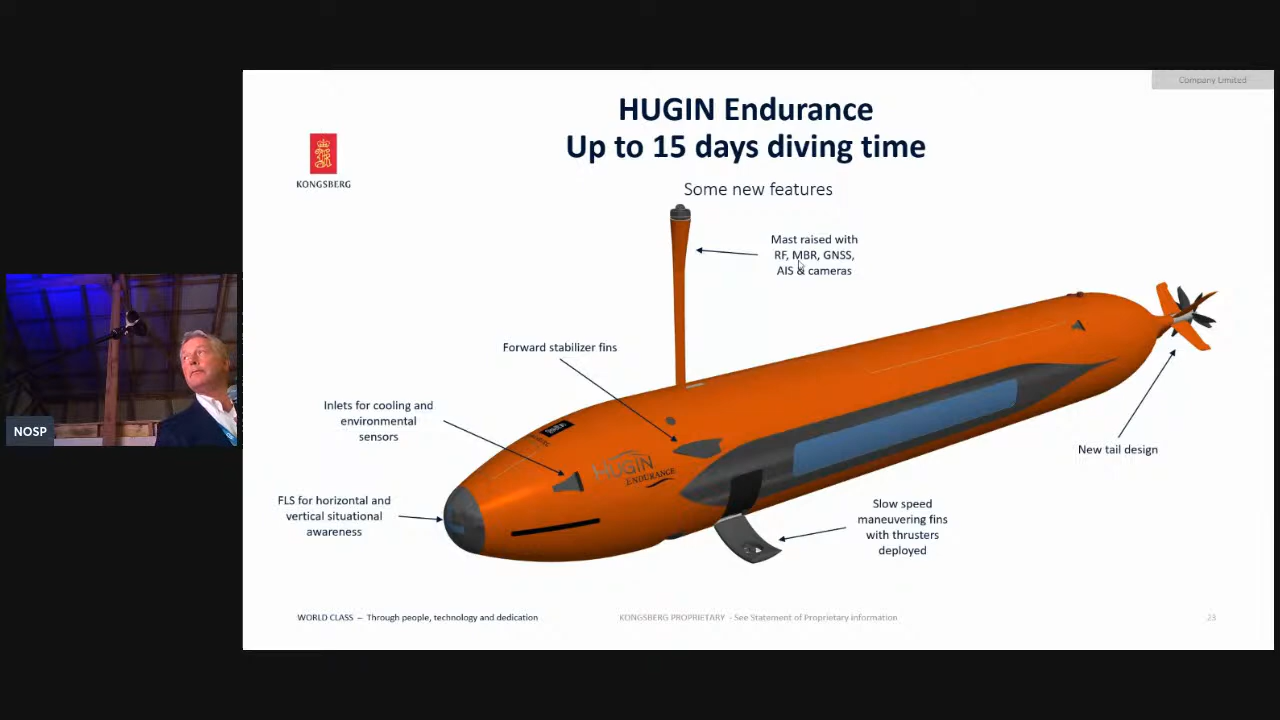 Company Limited
HUGIN Endurance
Up to 15 days diving time
KONGSBERG
Some new features
Mast raised with
RF, MBR, GNSS,
AIS & cameras
Forward stabilizer fins
Inlets for cooling and
environmental
sensors
NOSP
HUGIN
ENDURANCE
New tail design
FLS for horizontal and
vertical situational
awareness
Slow speed
maneuvering fins
with thrusters
deployed
WORLD CLASS – Through people, technology and dedication
KONGSBERG PROPRIETARY - See Statement of Proprietary information
23